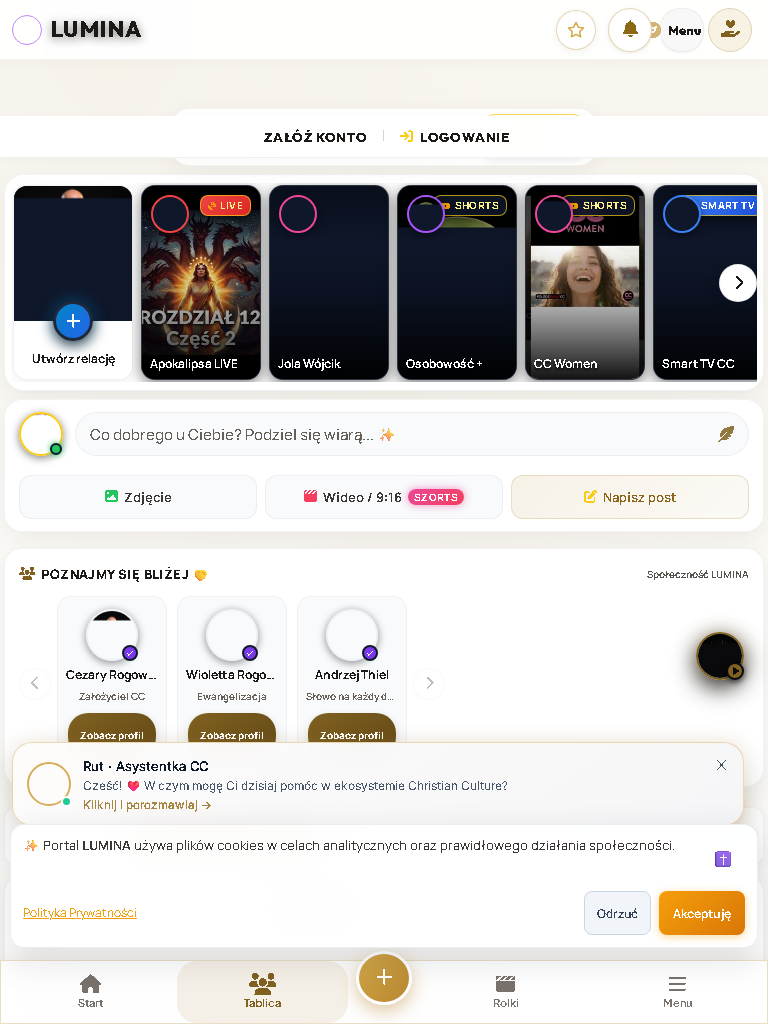 LUMINA
Menu
ZAŁÓŻ KONTO
LOGOWANIE
LIVE
SHORTS
SHORTS
SMART TV
WOMEN
ROZDZIAŁ 12
Część 2
Utwórz relację
Apokalipsa LIVE
Jola Wójcik
Osobowość +
CC Women
Smart TV CC
Co dobrego u Ciebie? Podziel się wiarą... ✨
Zdjęcie
Wideo / 9:16 SZORTS
Napisz post
POZNAJMY SIĘ BLIŻEJ 🤝
Społeczność LUMINA
Cezary Rogow...
Wioletta Rogo...
Andrzej Thiel
Założyciel CC
Ewangelizacja
Słowo na każdy d...
Zobacz profil
Zobacz profil
Zobacz profil
Rut · Asystentka CC
Cześć! ❤️ W czym mogę Ci dzisiaj pomóc w ekosystemie Christian Culture?
Kliknij i porozmawiaj →
✨ Portal LUMINA używa plików cookies w celach analitycznych oraz prawidłowego działania społeczności. ✝️
Polityka Prywatności
Odrzuć
Akceptuję
Start
Tablica
Rolki
Menu